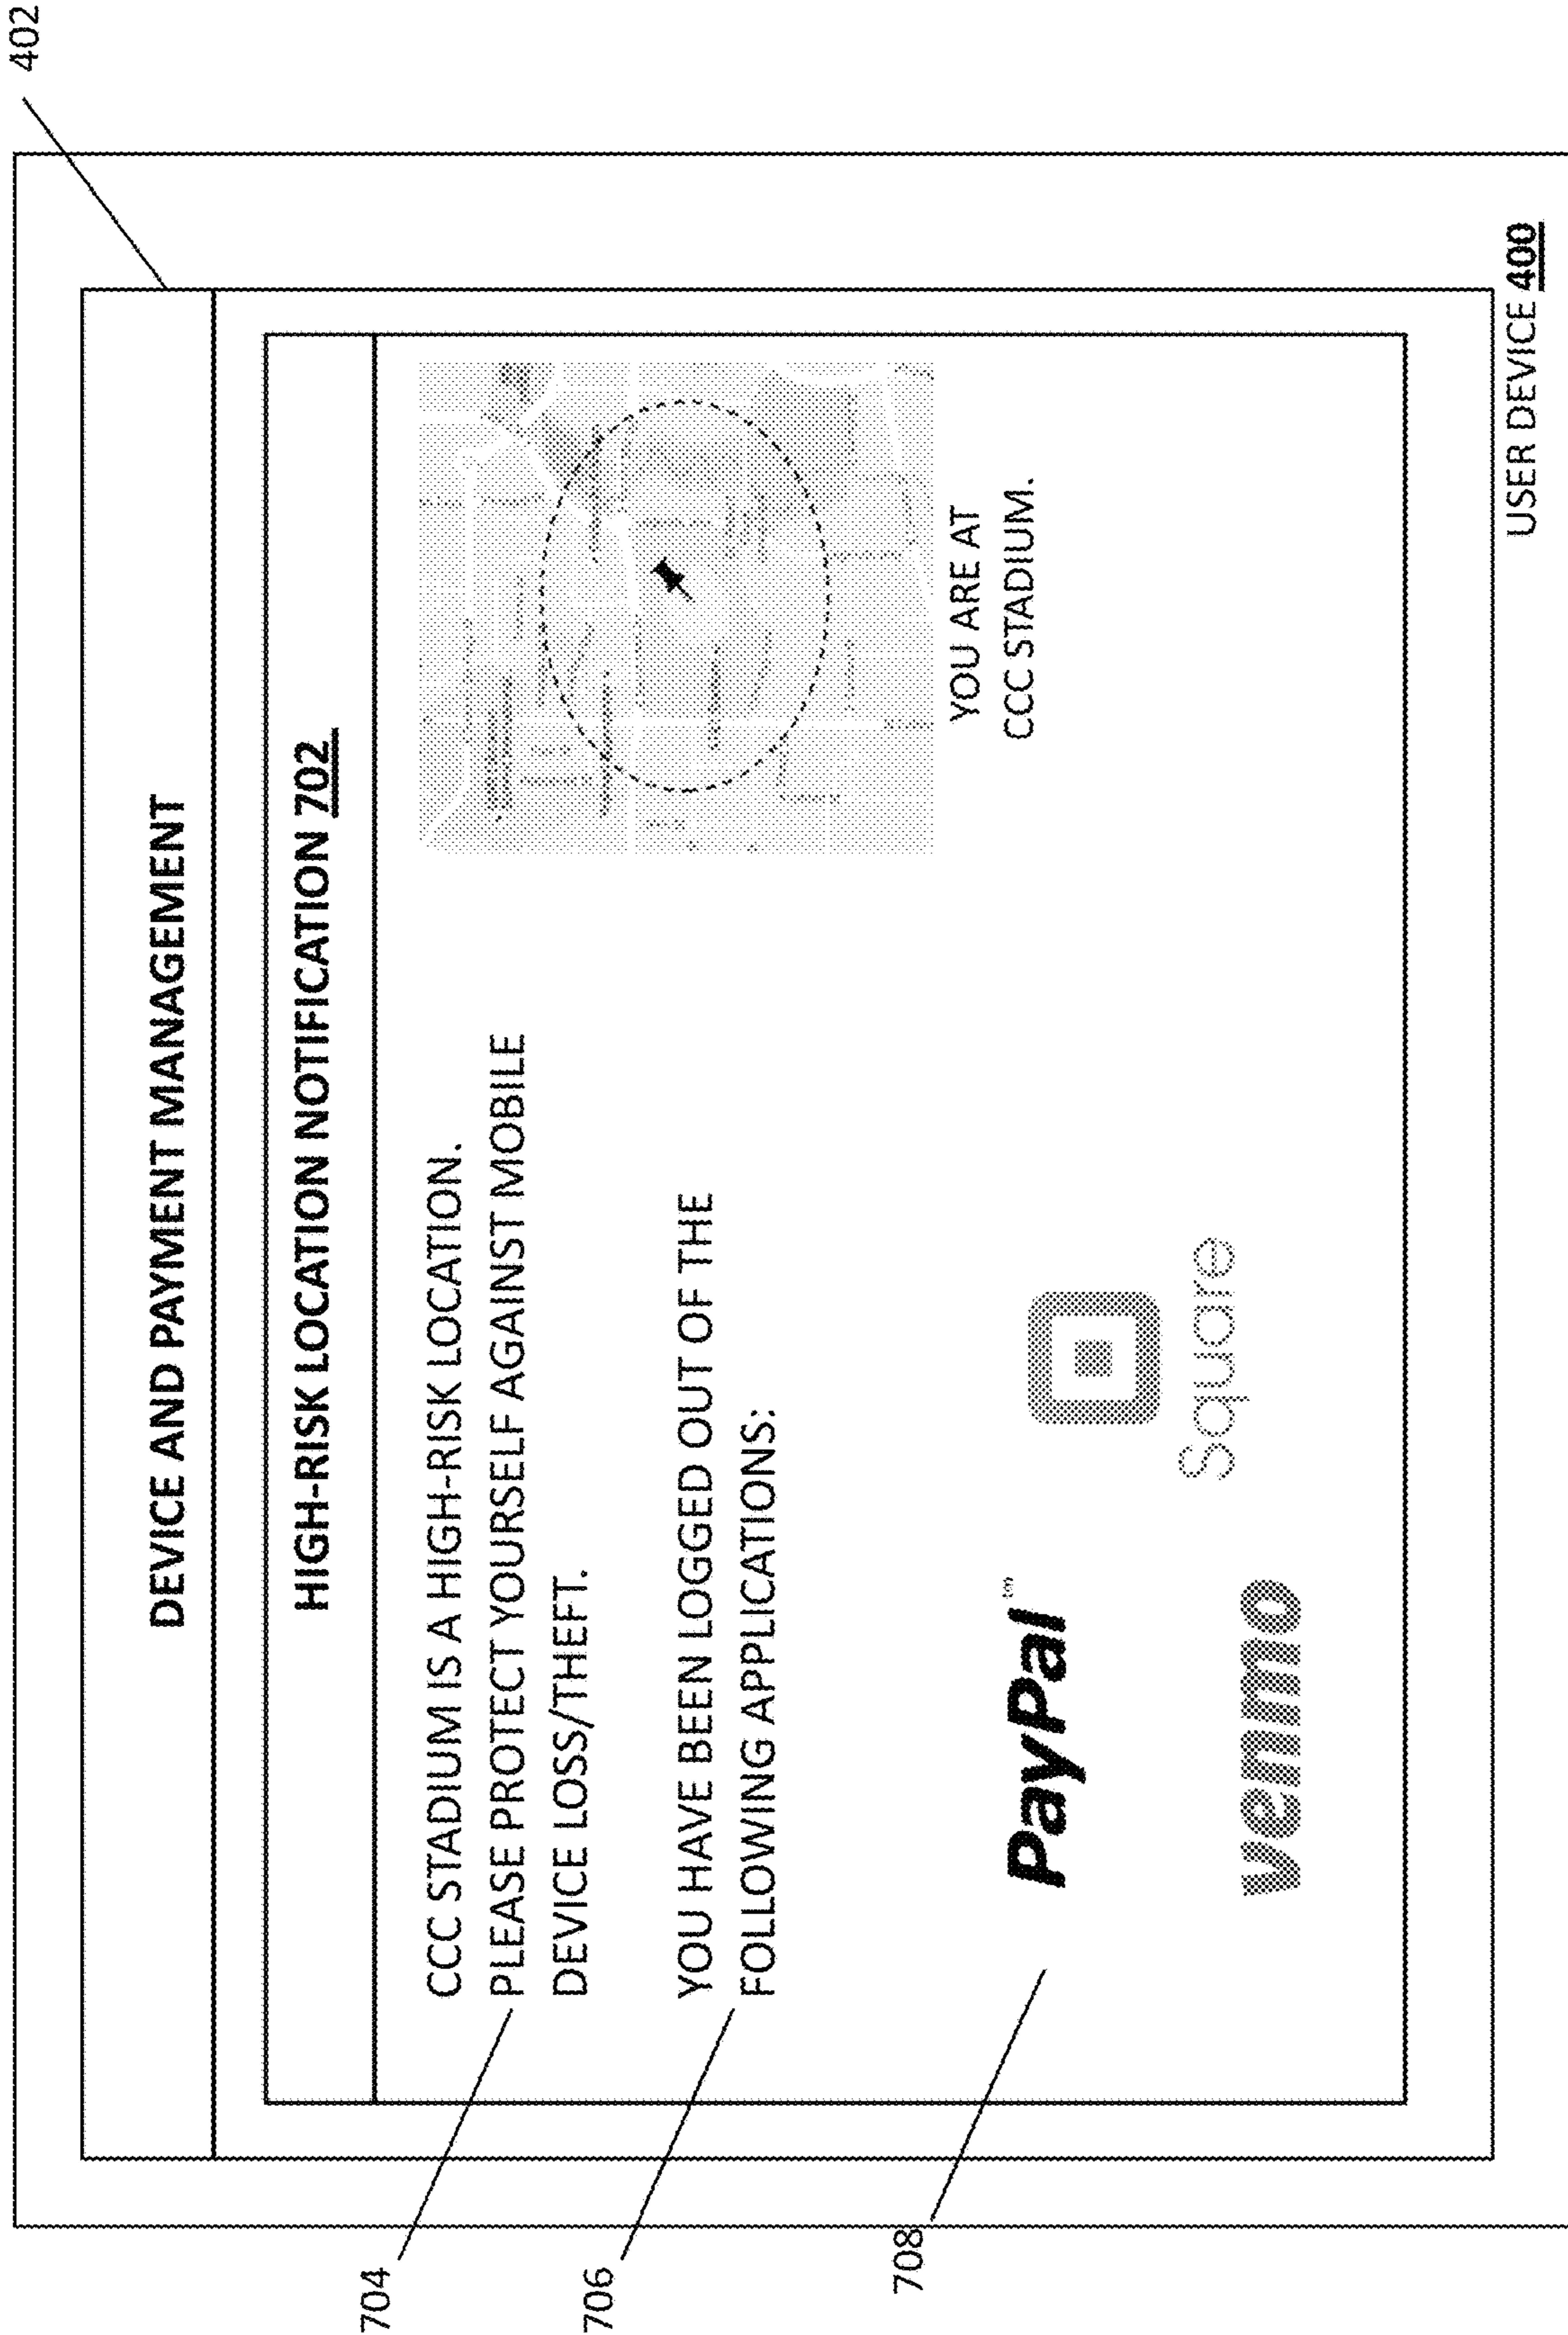 402
DEVICE AND PAYMENT MANAGEMENT
HIGH-RISK LOCATION NOTIFICATION 702
704
CCC STADIUM IS A HIGH-RISK LOCATION.
PLEASE PROTECT YOURSELF AGAINST MOBILE
DEVICE LOSS/THEFT.
706
YOU HAVE BEEN LOGGED OUT OF THE
FOLLOWING APPLICATIONS:
YOU ARE AT
CCC STADIUM.
708
PayPal™
Square
venmo
USER DEVICE 400